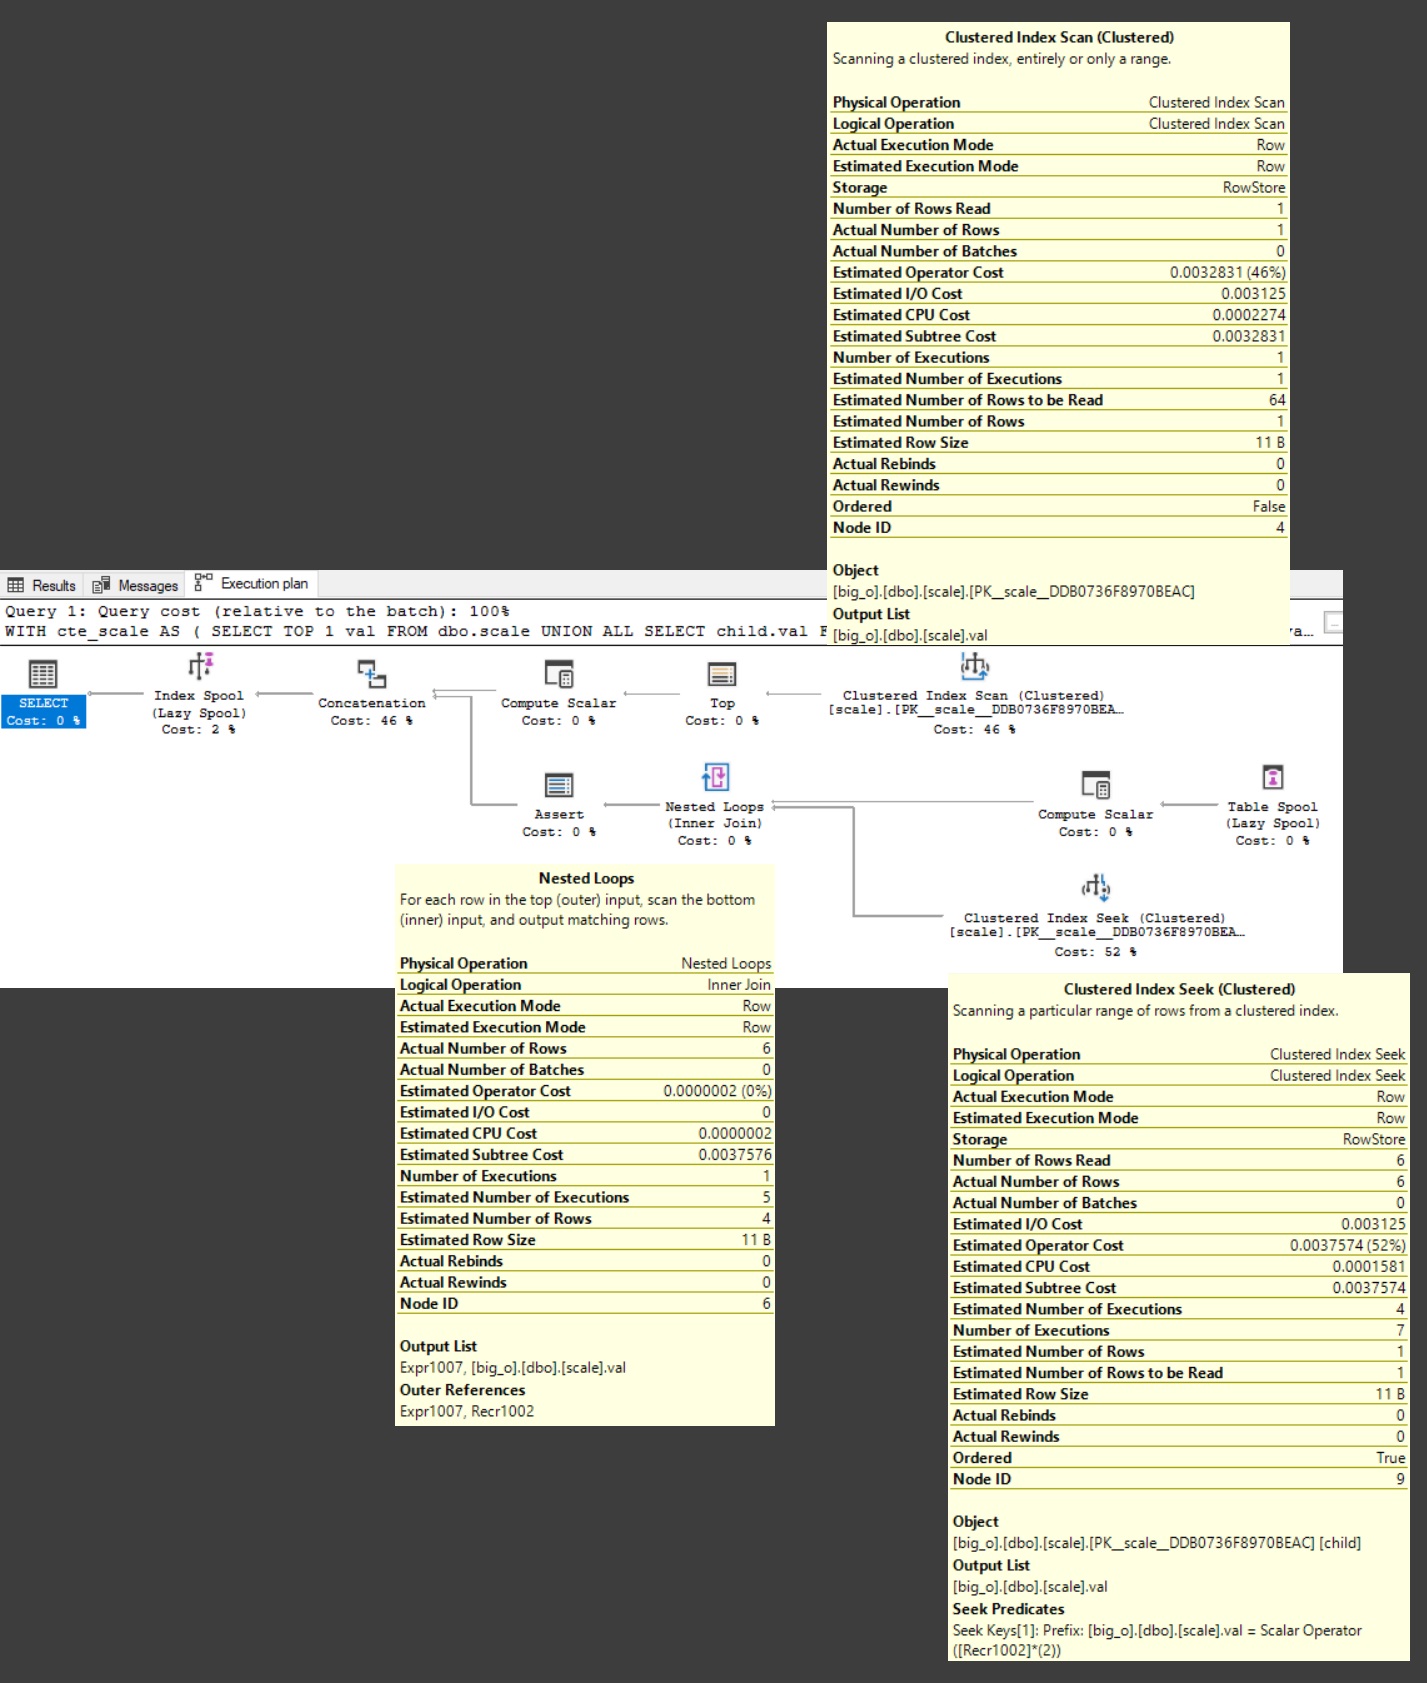 Clustered Index Scan (Clustered)
Scanning a clustered index, entirely or only a range.
Physical Operation Clustered Index Scan
Logical Operation Clustered Index Scan
Actual Execution Mode Row
Estimated Execution Mode Row
Storage RowStore
Number of Rows Read 1
Actual Number of Rows 1
Actual Number of Batches 0
Estimated Operator Cost 0.0032831 (46%)
Estimated I/O Cost 0.003125
Estimated CPU Cost 0.0002274
Estimated Subtree Cost 0.0032831
Number of Executions 1
Estimated Number of Executions 1
Estimated Number of Rows to be Read 64
Estimated Number of Rows 1
Estimated Row Size 11 B
Actual Rebinds 0
Actual Rewinds 0
Ordered False
Node ID 4
Object
[big_o].[dbo].[scale].[PK__scale__DDB0736F8970BEAC]
Output List
[big_o].[dbo].[scale].val
Results Messages Execution plan
Query 1: Query cost (relative to the batch): 100%
WITH cte_scale AS ( SELECT TOP 1 val FROM dbo.scale UNION ALL SELECT child.val F
SELECT
Cost: 0 %
Index Spool
(Lazy Spool)
Cost: 2 %
Concatenation
Cost: 46 %
Compute Scalar
Cost: 0 %
Top
Cost: 0 %
Clustered Index Scan (Clustered)
[scale].[PK__scale__DDB0736F8970BEA…
Cost: 46 %
Assert
Cost: 0 %
Nested Loops
(Inner Join)
Cost: 0 %
Compute Scalar
Cost: 0 %
Table Spool
(Lazy Spool)
Cost: 0 %
Clustered Index Seek (Clustered)
[scale].[PK__scale__DDB0736F8970BEA…
Cost: 52 %
Nested Loops
For each row in the top (outer) input, scan the bottom
(inner) input, and output matching rows.
Physical Operation Nested Loops
Logical Operation Inner Join
Actual Execution Mode Row
Estimated Execution Mode Row
Actual Number of Rows 6
Actual Number of Batches 0
Estimated Operator Cost 0.0000002 (0%)
Estimated I/O Cost 0
Estimated CPU Cost 0.0000002
Estimated Subtree Cost 0.0037576
Number of Executions 1
Estimated Number of Executions 5
Estimated Number of Rows 4
Estimated Row Size 11 B
Actual Rebinds 0
Actual Rewinds 0
Node ID 6
Output List
Expr1007, [big_o].[dbo].[scale].val
Outer References
Expr1007, Recr1002
Clustered Index Seek (Clustered)
Scanning a particular range of rows from a clustered index.
Physical Operation Clustered Index Seek
Logical Operation Clustered Index Seek
Actual Execution Mode Row
Estimated Execution Mode Row
Storage RowStore
Number of Rows Read 6
Actual Number of Rows 6
Actual Number of Batches 0
Estimated I/O Cost 0.003125
Estimated Operator Cost 0.0037574 (52%)
Estimated CPU Cost 0.0001581
Estimated Subtree Cost 0.0037574
Estimated Number of Executions 4
Number of Executions 7
Estimated Number of Rows 1
Estimated Number of Rows to be Read 1
Estimated Row Size 11 B
Actual Rebinds 0
Actual Rewinds 0
Ordered True
Node ID 9
Object
[big_o].[dbo].[scale].[PK__scale__DDB0736F8970BEAC] [child]
Output List
[big_o].[dbo].[scale].val
Seek Predicates
Seek Keys[1]: Prefix: [big_o].[dbo].[scale].val = Scalar Operator
([Recr1002]*(2))